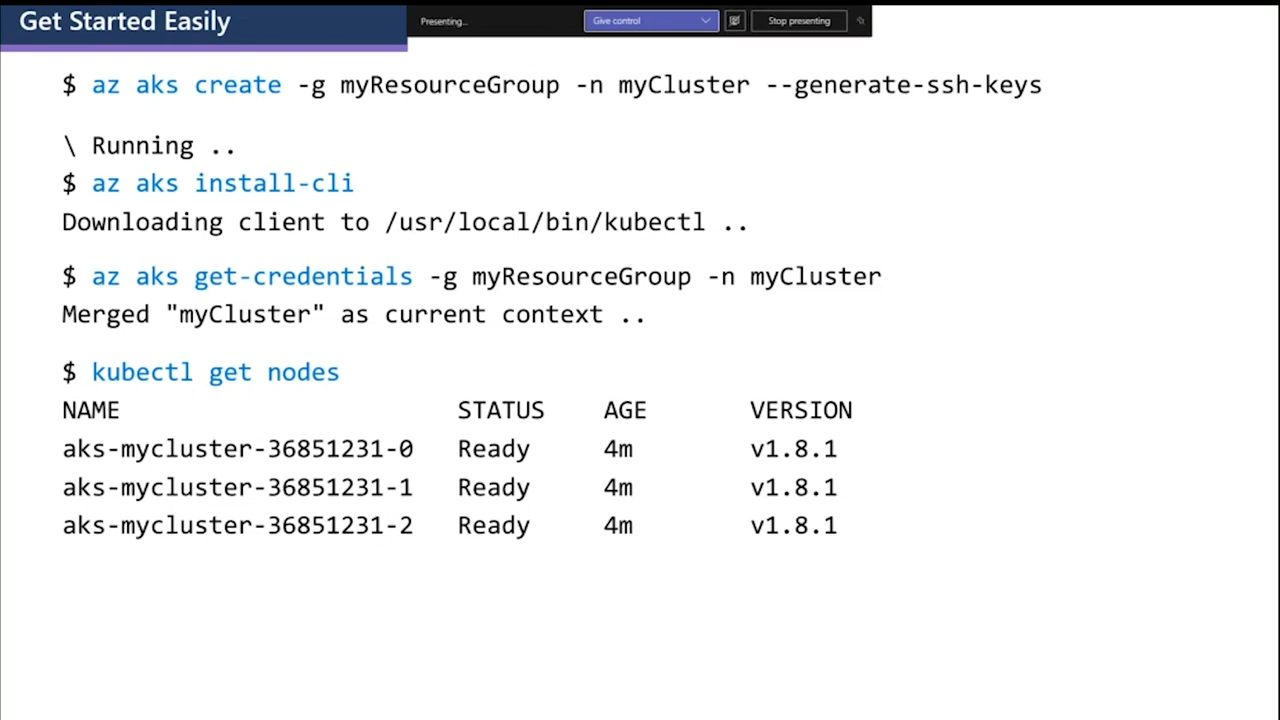 Get Started Easily
Presenting...
Give control
Stop presenting
$ az aks create -g myResourceGroup -n myCluster --generate-ssh-keys
\ Running ..
$ az aks install-cli
Downloading client to /usr/local/bin/kubectl ..
$ az aks get-credentials -g myResourceGroup -n myCluster
Merged "myCluster" as current context ..
$ kubectl get nodes
NAME STATUS AGE VERSION
aks-mycluster-36851231-0 Ready 4m v1.8.1
aks-mycluster-36851231-1 Ready 4m v1.8.1
aks-mycluster-36851231-2 Ready 4m v1.8.1